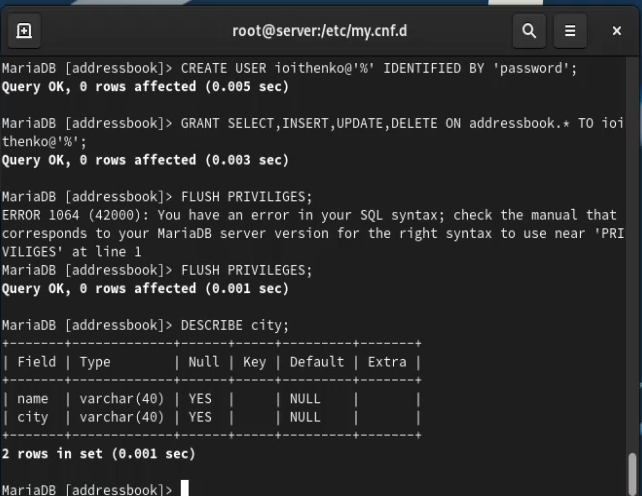 root@server:/etc/my.cnf.d
MariaDB [addressbook]> CREATE USER ioithenko@'%' IDENTIFIED BY 'password';
Query OK, 0 rows affected (0.005 sec)
MariaDB [addressbook]> GRANT SELECT,INSERT,UPDATE,DELETE ON addressbook.* TO ioi
thenko@'%';
Query OK, 0 rows affected (0.003 sec)
MariaDB [addressbook]> FLUSH PRIVILIGES;
ERROR 1064 (42000): You have an error in your SQL syntax; check the manual that
corresponds to your MariaDB server version for the right syntax to use near 'PRI
VILIGES' at line 1
MariaDB [addressbook]> FLUSH PRIVILEGES;
Query OK, 0 rows affected (0.001 sec)
MariaDB [addressbook]> DESCRIBE city;
+-------+-------------+------+-----+---------+-------+
| Field | Type        | Null | Key | Default | Extra |
+-------+-------------+------+-----+---------+-------+
| name  | varchar(40) | YES  |     | NULL    |       |
| city  | varchar(40) | YES  |     | NULL    |       |
+-------+-------------+------+-----+---------+-------+
2 rows in set (0.001 sec)
MariaDB [addressbook]>